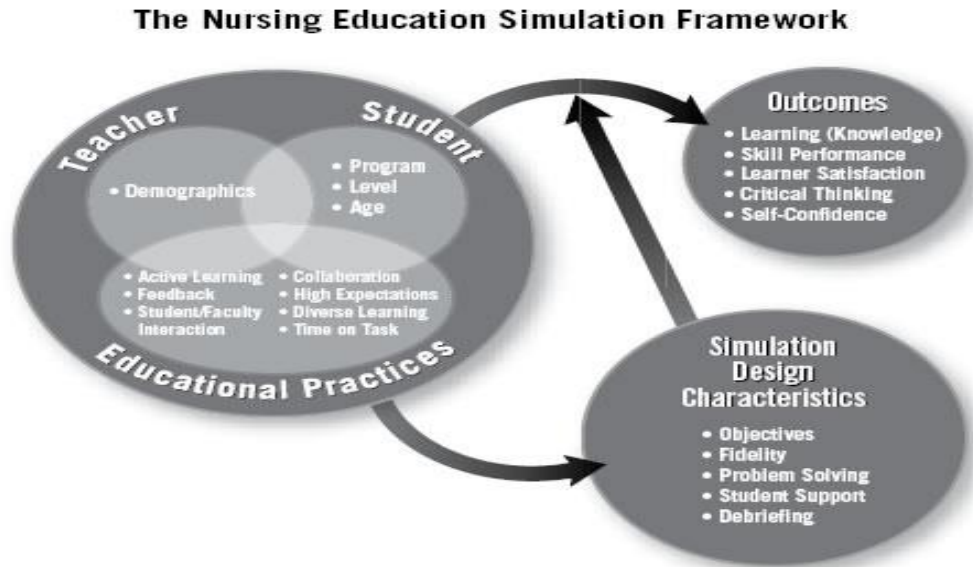 The Nursing Education Simulation Framework
Teacher
Student
• Demographics
• Program
• Level
• Age
• Active Learning
• Feedback
• Student/Faculty
Interaction
• Collaboration
• High Expectations
• Diverse Learning
• Time on Task
Educational Practices
Outcomes
• Learning (Knowledge)
• Skill Performance
• Learner Satisfaction
• Critical Thinking
• Self-Confidence
Simulation
Design
Characteristics
• Objectives
• Fidelity
• Problem Solving
• Student Support
• Debriefing